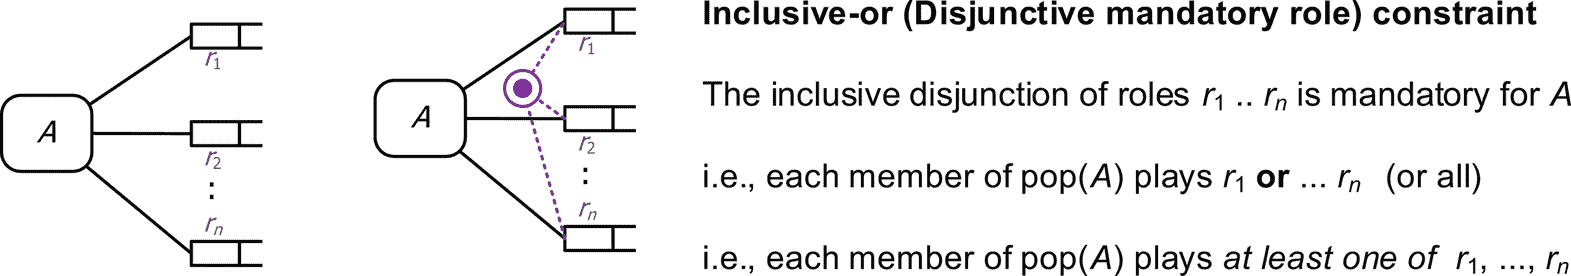 A
r1
r2
⋮
rn
A
r1
r2
⋮
rn
Inclusive-or (Disjunctive mandatory role) constraint
The inclusive disjunction of roles r1 .. rn is mandatory for A
i.e., each member of pop(A) plays r1 or ... rn (or all)
i.e., each member of pop(A) plays at least one of r1, ..., rn